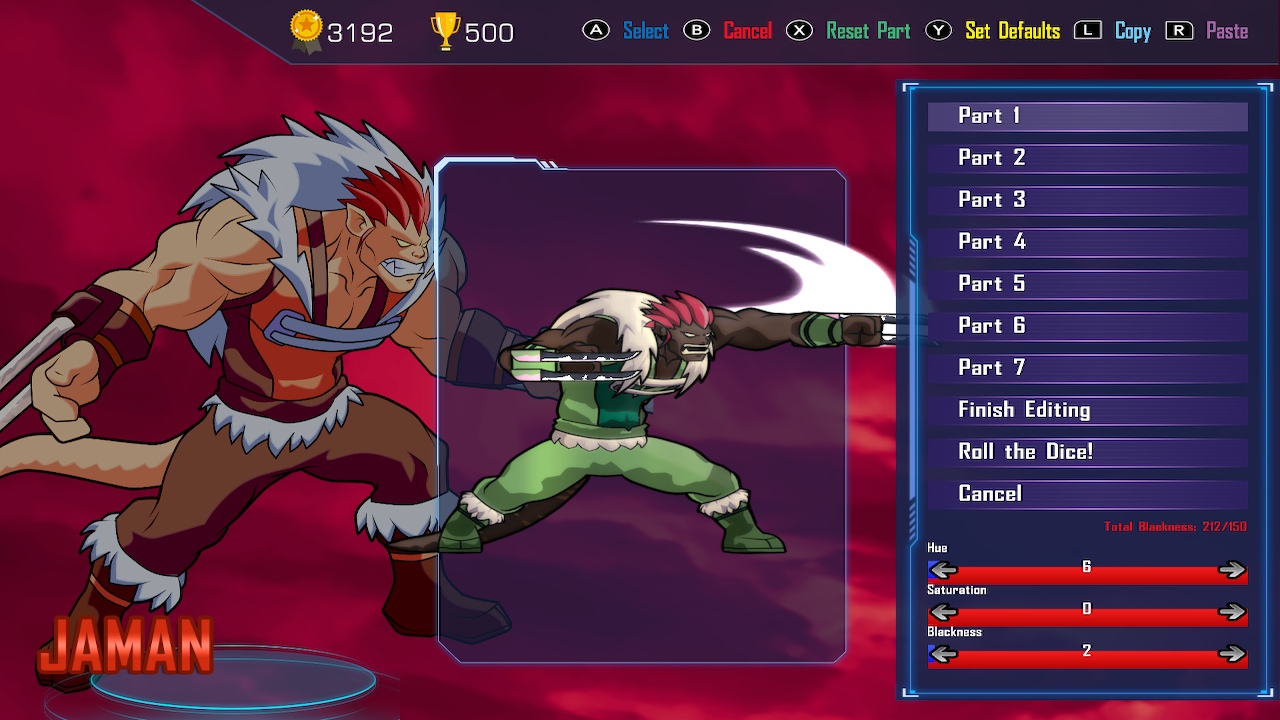 3192 500 A Select B Cancel X Reset Part Y Set Defaults L Copy R Paste
Part 1
Part 2
Part 3
Part 4
Part 5
Part 6
Part 7
Finish Editing
Roll the Dice!
Cancel
Total Blackness: 212/150
Hue
6
Saturation
0
Blackness
2
JAMAN